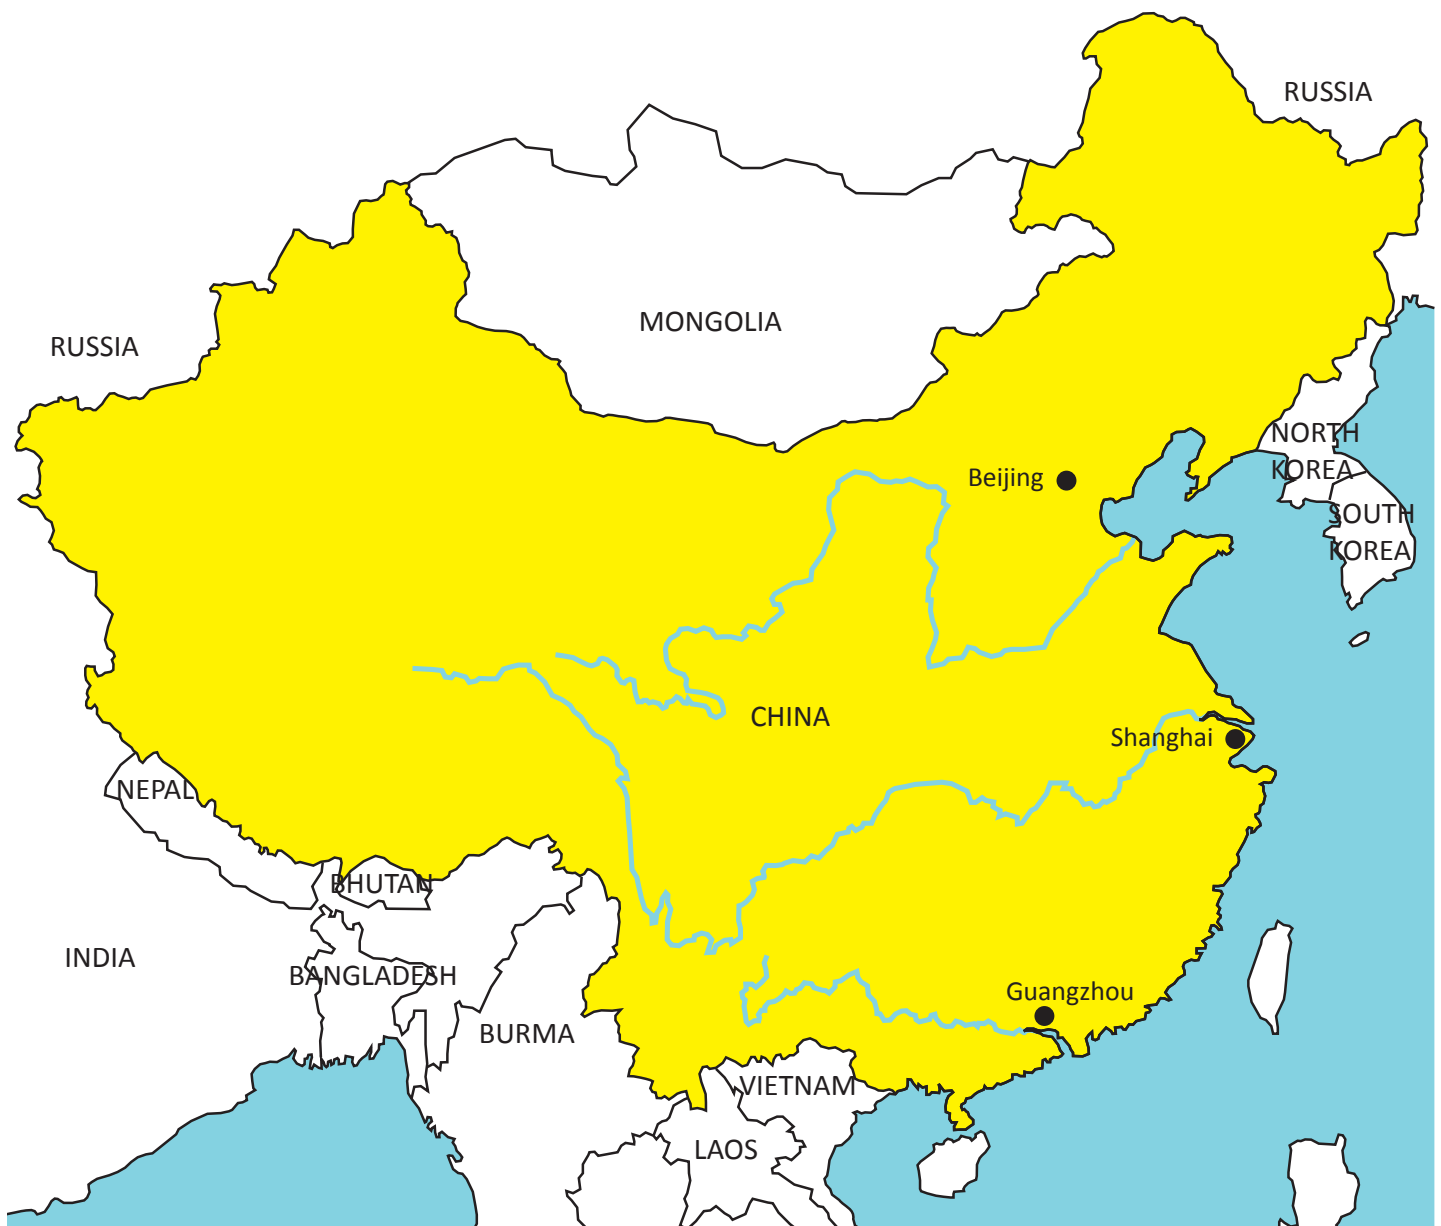 RUSSIA
MONGOLIA
RUSSIA
NORTH
KOREA
Beijing
SOUTH
KOREA
CHINA
Shanghai
NEPAL
BHUTAN
INDIA
BANGLADESH
Guangzhou
BURMA
VIETNAM
LAOS